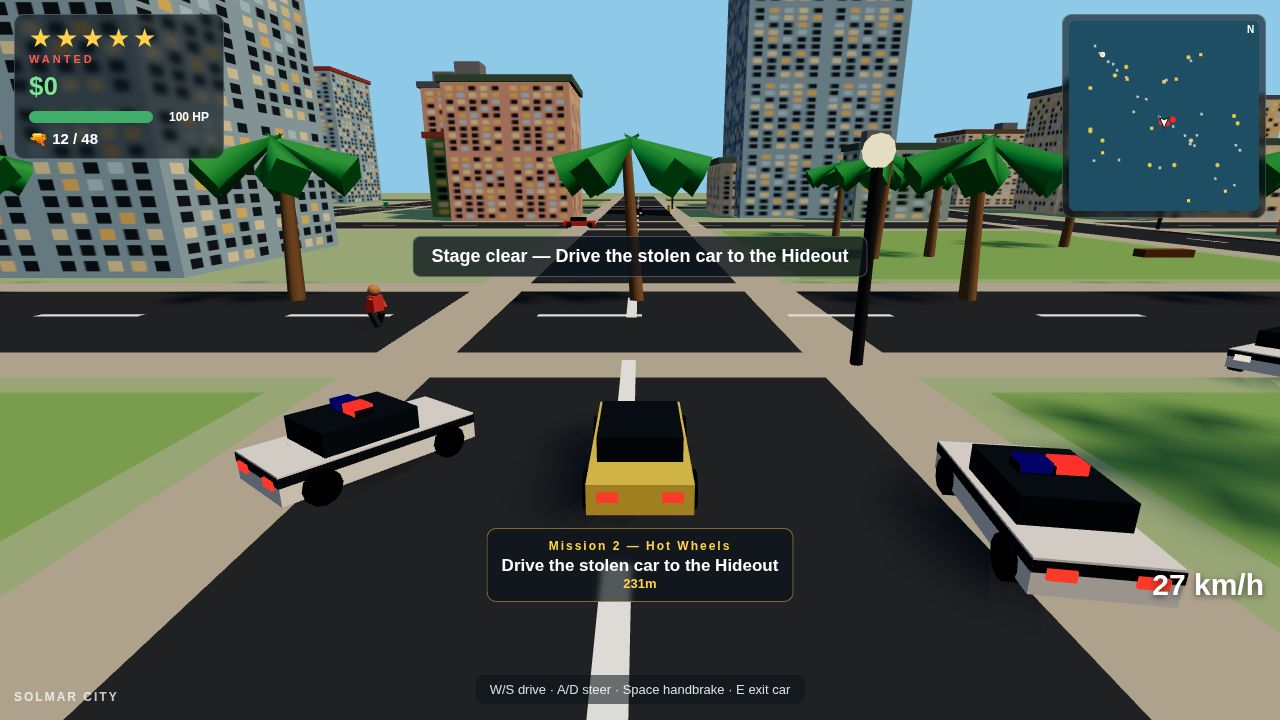 ★★★★★
WANTED
$0
100 HP
12 / 48
N
Stage clear — Drive the stolen car to the Hideout
Mission 2 — Hot Wheels
Drive the stolen car to the Hideout
231m
27 km/h
W/S drive · A/D steer · Space handbrake · E exit car
SOLMAR CITY